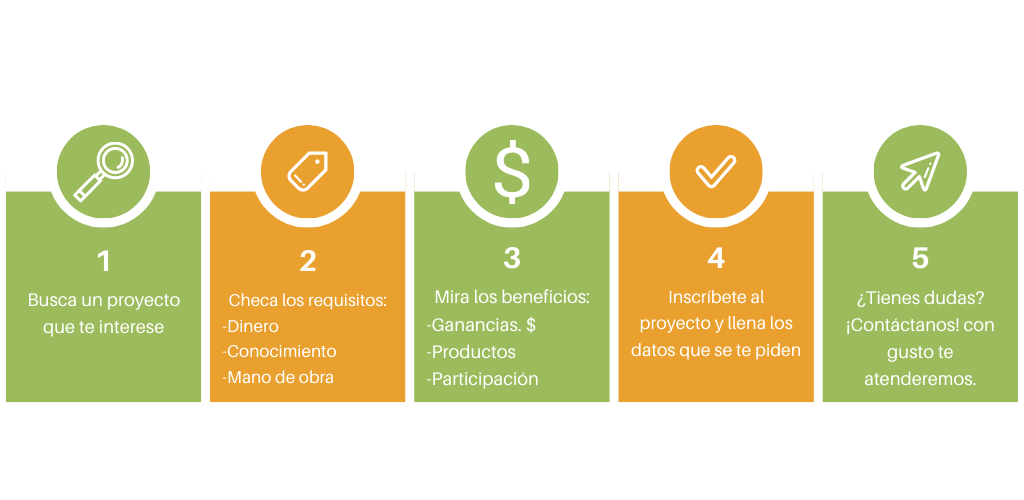 $
1
Busca un proyecto
que te interese
2
Checa los requisitos:
-Dinero
-Conocimiento
-Mano de obra
3
Mira los beneficios:
-Ganancias. $
-Productos
-Participación
4
Inscríbete al
proyecto y llena los
datos que se te piden
5
¿Tienes dudas?
¡Contáctanos! con
gusto te
atenderemos.